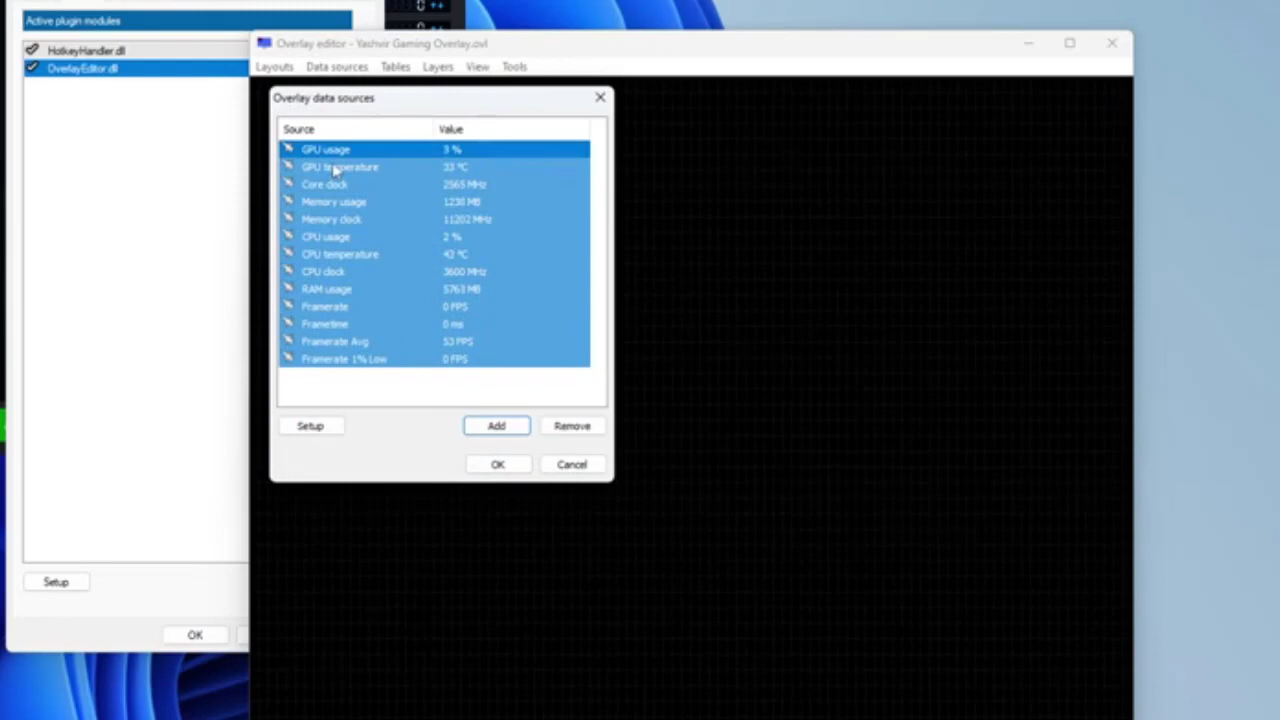 Active plugin modules
HotkeyHandler.dll
OverlayEditor.dll
Setup
OK
Overlay editor - Yashvir Gaming Overlay.ovl
Layouts Data sources Tables Layers View Tools
Overlay data sources
Source Value
GPU usage 3 %
GPU temperature 33 °C
Core clock 2565 MHz
Memory usage 1238 MB
Memory clock 11202 MHz
CPU usage 2 %
CPU temperature 43 °C
CPU clock 3600 MHz
RAM usage 5763 MB
Framerate 0 FPS
Frametime 0 ms
Framerate Avg 53 FPS
Framerate 1% Low 0 FPS
Setup Add Remove
OK Cancel